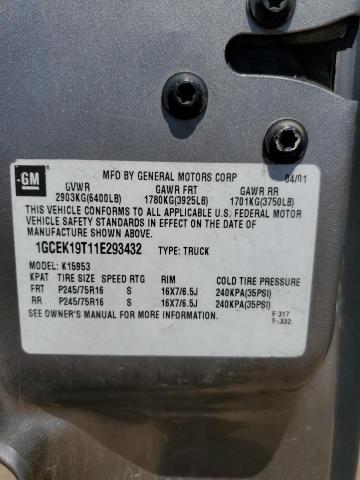 GM
MFD BY GENERAL MOTORS CORP 04/01
GVWR GAWR FRT GAWR RR
2903KG(6400LB) 1780KG(3925LB) 1701KG(3750LB)
THIS VEHICLE CONFORMS TO ALL APPLICABLE U.S. FEDERAL MOTOR
VEHICLE SAFETY STANDARDS IN EFFECT ON THE DATE OF
MANUFACTURE SHOWN ABOVE.
1GCEK19T11E293432 TYPE: TRUCK
MODEL: K15953
KPAT TIRE SIZE SPEED RTG RIM COLD TIRE PRESSURE
FRT P245/75R16 S 16X7/6.5J 240KPA(35PSI)
RR P245/75R16 S 16X7/6.5J 240KPA(35PSI)
SEE OWNER'S MANUAL FOR MORE INFORMATION.
F 317
T 332